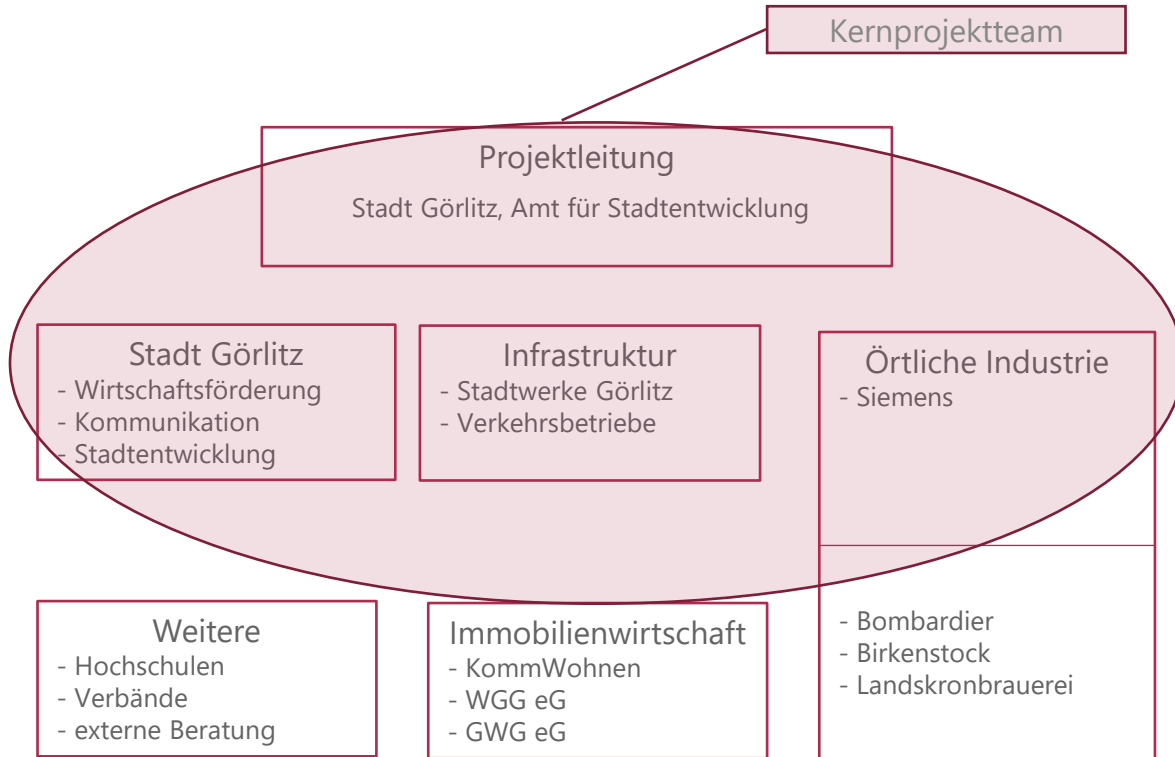 Kernprojektteam
Projektleitung
Stadt Görlitz, Amt für Stadtentwicklung
Stadt Görlitz
- Wirtschaftsförderung
- Kommunikation
- Stadtentwicklung
Infrastruktur
- Stadtwerke Görlitz
- Verkehrsbetriebe
Örtliche Industrie
- Siemens
Weitere
- Hochschulen
- Verbände
- externe Beratung
Immobilienwirtschaft
- KommWohnen
- WGG eG
- GWG eG
- Bombardier
- Birkenstock
- Landskronbrauerei